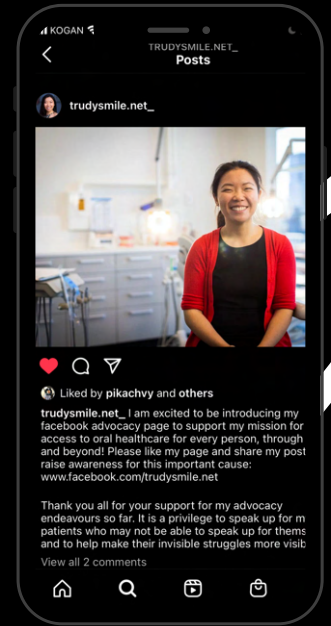 KOGAN
TRUDYSMILE.NET_
Posts
trudysmile.net_
Liked by pikachvy and others
trudysmile.net_ I am excited to be introducing my
facebook advocacy page to support my mission for
access to oral healthcare for every person, through
and beyond! Please like my page and share my post
raise awareness for this important cause:
www.facebook.com/trudysmile.net
Thank you all for your support for my advocacy
endeavours so far. It is a privilege to speak up for m
patients who may not be able to speak up for thems
and to help make their invisible struggles more visib
View all 2 comments